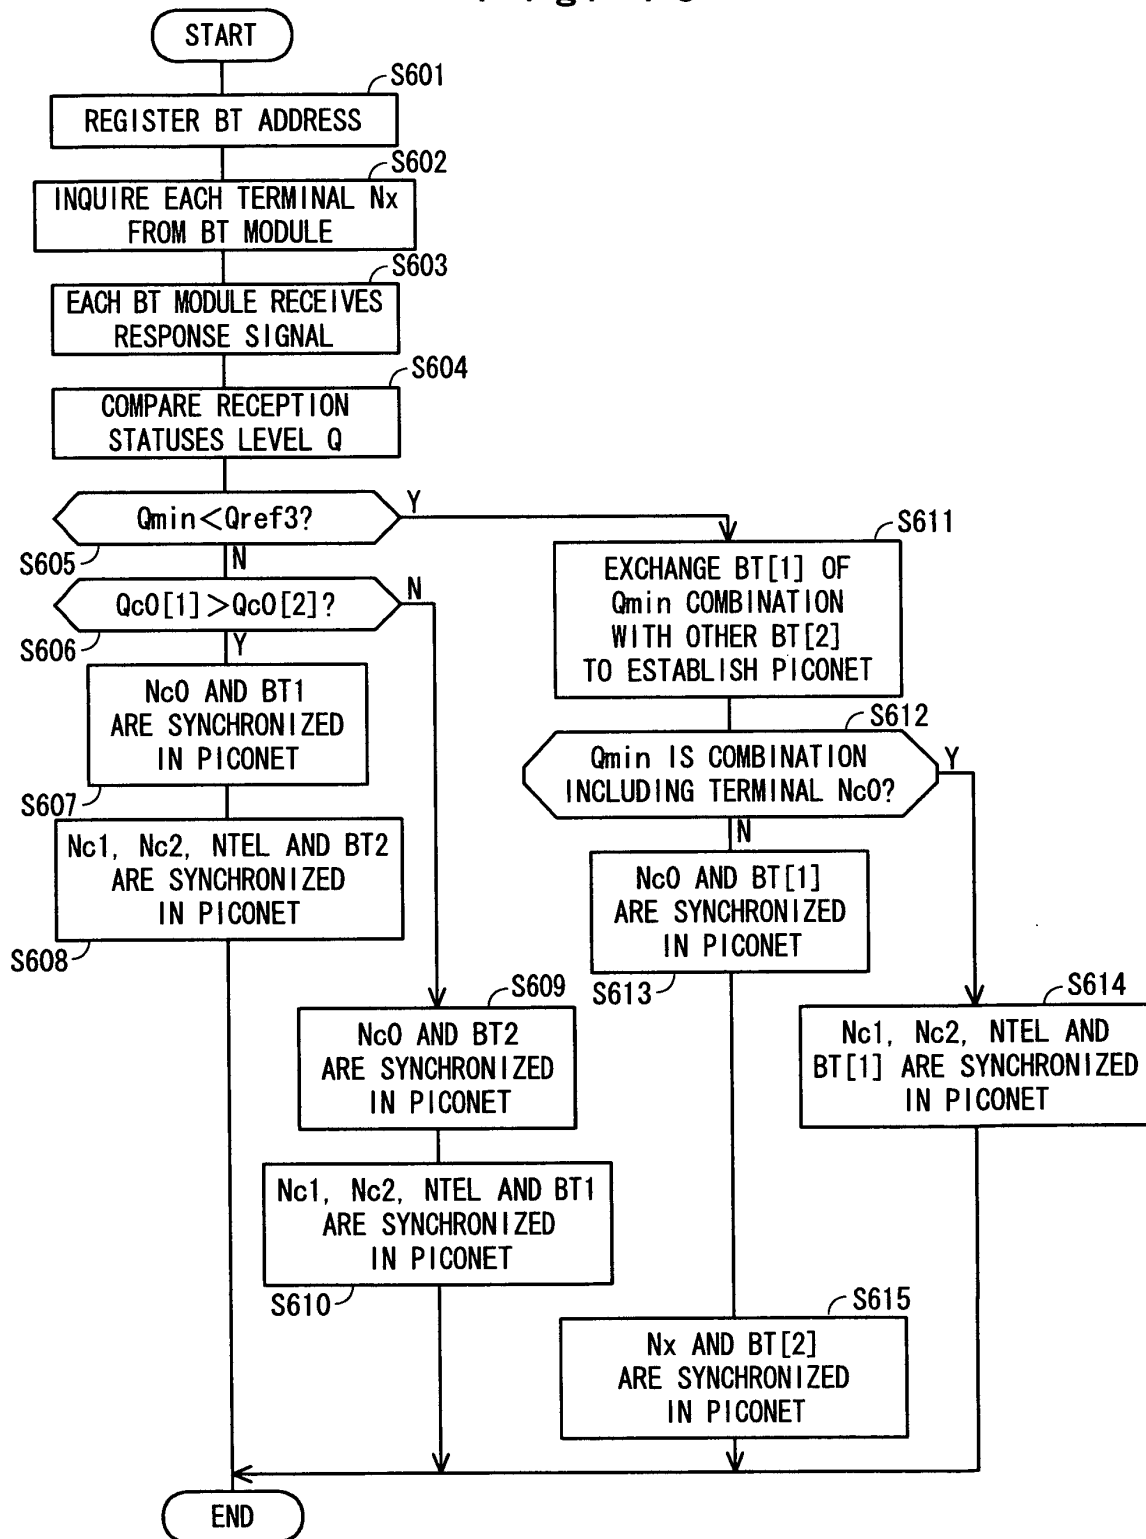 START
S601
REGISTER BT ADDRESS
S602
INQUIRE EACH TERMINAL Nx
FROM BT MODULE
S603
EACH BT MODULE RECEIVES
RESPONSE SIGNAL
S604
COMPARE RECEPTION
STATUSES LEVEL Q
Qmin<Qref3?
Y
S605
N
Qc0[1]>Qc0[2]?
N
S606
Y
Nc0 AND BT1
ARE SYNCHRONIZED
IN PICONET
S607
Nc1, Nc2, NTEL AND BT2
ARE SYNCHRONIZED
IN PICONET
S608
S609
Nc0 AND BT2
ARE SYNCHRONIZED
IN PICONET
Nc1, Nc2, NTEL AND BT1
ARE SYNCHRONIZED
IN PICONET
S610
S611
EXCHANGE BT[1] OF
Qmin COMBINATION
WITH OTHER BT[2]
TO ESTABLISH PICONET
S612
Qmin IS COMBINATION
INCLUDING TERMINAL Nc0?
Y
N
Nc0 AND BT[1]
ARE SYNCHRONIZED
IN PICONET
S613
S614
Nc1, Nc2, NTEL AND
BT[1] ARE SYNCHRONIZED
IN PICONET
S615
Nx AND BT[2]
ARE SYNCHRONIZED
IN PICONET
END